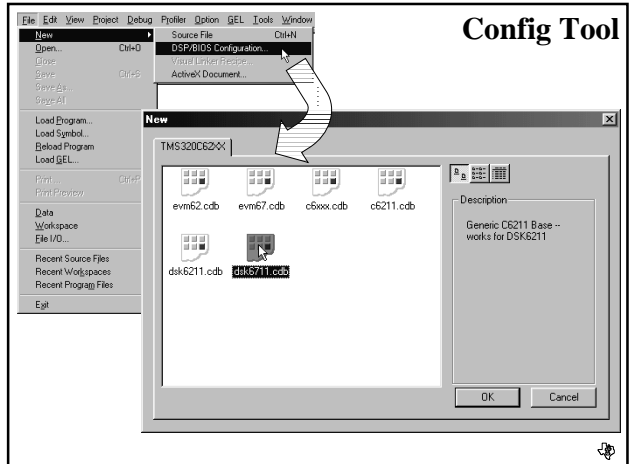 File Edit View Project Debug Profiler Option GEL Tools Window
Config Tool
New
Open... Ctrl+O
Close
Save Ctrl+S
Save As...
Save All
Load Program...
Load Symbol...
Reload Program
Load GEL...
Print... Ctrl+P
Print Preview
Data
Workspace
File I/O...
Recent Source Files
Recent Workspaces
Recent Program Files
Exit
Source File Ctrl+N
DSP/BIOS Configuration...
Visual Linker Recipe...
ActiveX Document...
New
TMS320C62XX
evm62.cdb evm67.cdb c6xxx.cdb c6211.cdb
dsk6211.cdb dsk6711.cdb
Description
Generic C6211 Base --
works for DSK6211
OK Cancel